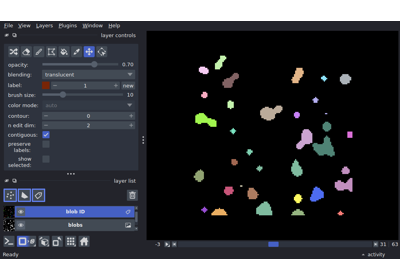 File View Layers Plugins Window Help
layer controls
opacity: 0.70
blending: translucent
label: 1 new
brush size: 10
color mode: auto
contour: 0
n edit dim: 2
contiguous:
preserve
labels:
show
selected:
layer list
blob ID
blobs
-3 31 63
Ready activity